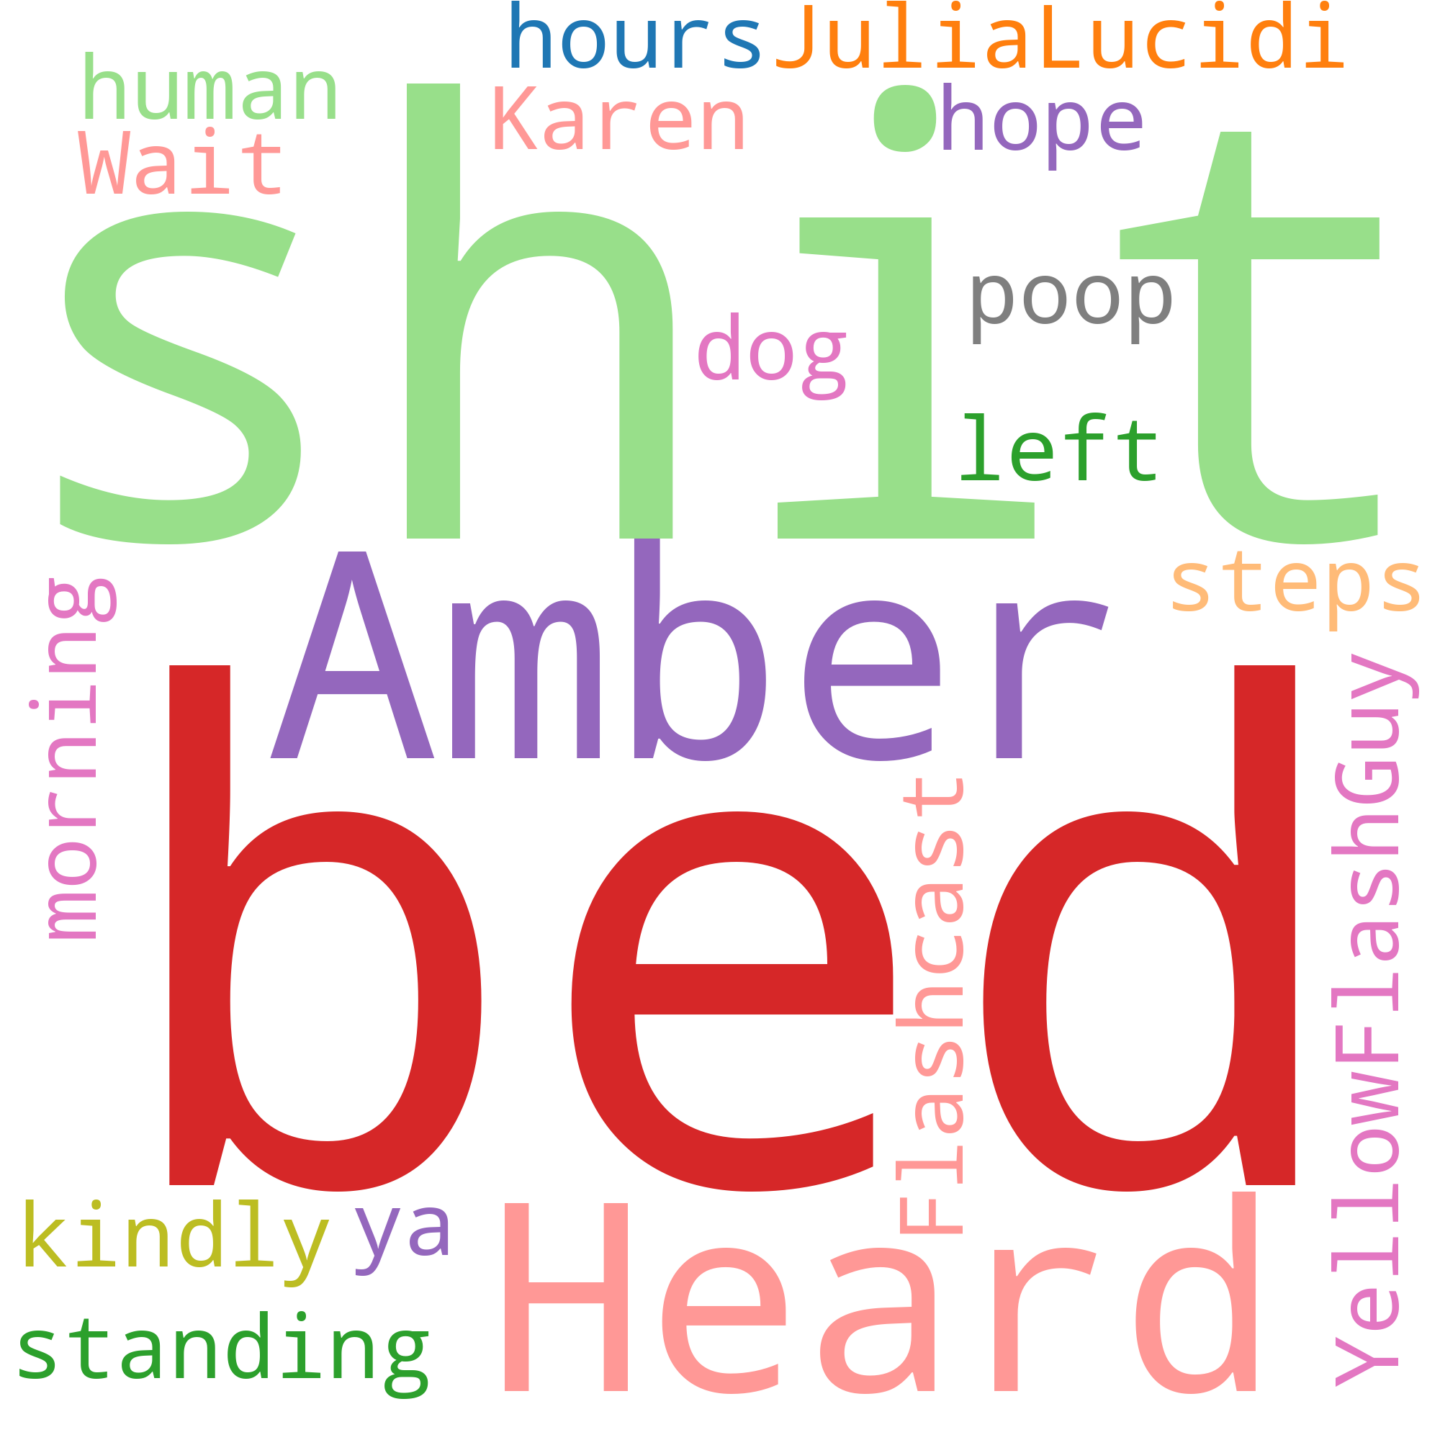 hours JuliaLucidi
human Karen hope
Wait
shit
poop
dog
left
Amber
steps
morning
bed
YellowFlashGuy
Flashcast
kindly ya
Heard
standing